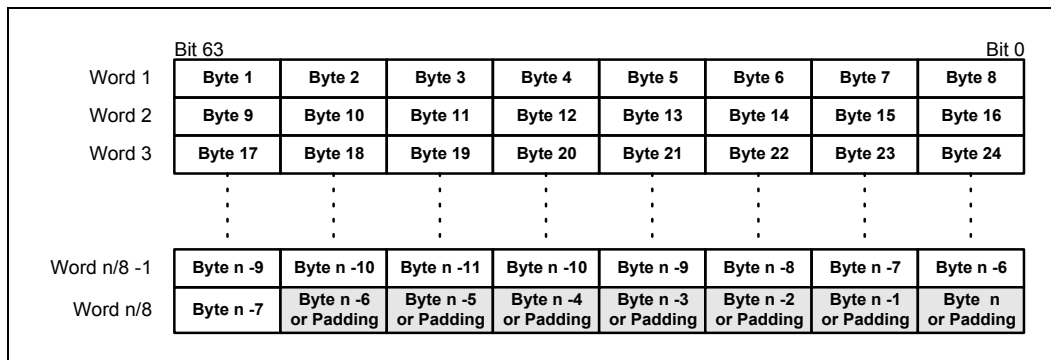 Bit 63 Bit 0
Word 1 Byte 1 Byte 2 Byte 3 Byte 4 Byte 5 Byte 6 Byte 7 Byte 8
Word 2 Byte 9 Byte 10 Byte 11 Byte 12 Byte 13 Byte 14 Byte 15 Byte 16
Word 3 Byte 17 Byte 18 Byte 19 Byte 20 Byte 21 Byte 22 Byte 23 Byte 24
Word n/8 -1 Byte n -9 Byte n -10 Byte n -11 Byte n -10 Byte n -9 Byte n -8 Byte n -7 Byte n -6
Word n/8 Byte n -7 Byte n -6 Byte n -5 Byte n -4 Byte n -3 Byte n -2 Byte n -1 Byte n
or Padding or Padding or Padding or Padding or Padding or Padding or Padding